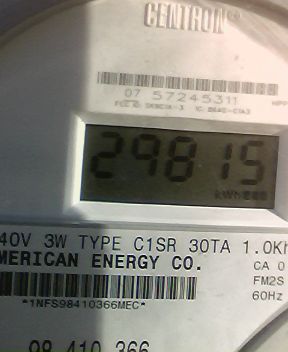 CENTRON®
07 57245311
29815
kWh
40V 3W TYPE C1SR 30TA 1.0Kh
MERICAN ENERGY CO.
CA 0
FM2S
60Hz
*1NFS98410366MEC*
98 410 366